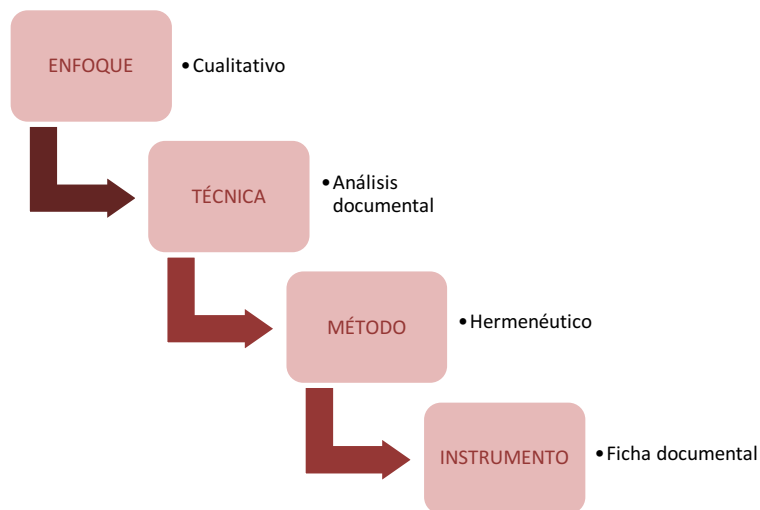 ENFOQUE
• Cualitativo
TÉCNICA
• Análisis
documental
MÉTODO
• Hermenéutico
INSTRUMENTO
• Ficha documental